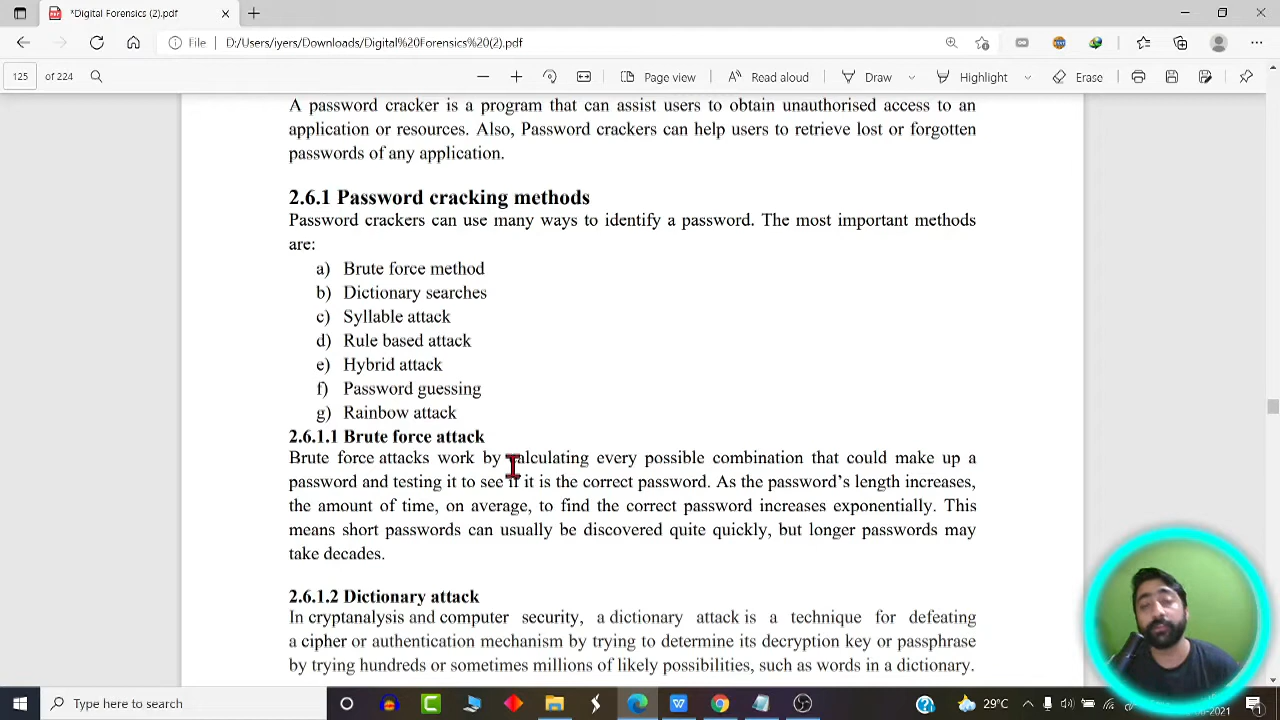 *Digital Forensics (2).pdf
File
D:/Users/iyers/Downloads/Digital%20Forensics%20(2).pdf
125 of 224
Page view
Read aloud
Draw
Highlight
Erase
A password cracker is a program that can assist users to obtain unauthorised access to an
application or resources. Also, Password crackers can help users to retrieve lost or forgotten
passwords of any application.
2.6.1 Password cracking methods
Password crackers can use many ways to identify a password. The most important methods
are:
a) Brute force method
b) Dictionary searches
c) Syllable attack
d) Rule based attack
e) Hybrid attack
f) Password guessing
g) Rainbow attack
2.6.1.1 Brute force attack
Brute force attacks work by calculating every possible combination that could make up a
password and testing it to see if it is the correct password. As the password's length increases,
the amount of time, on average, to find the correct password increases exponentially. This
means short passwords can usually be discovered quite quickly, but longer passwords may
take decades.
2.6.1.2 Dictionary attack
In cryptanalysis and computer security, a dictionary attack is a technique for defeating
a cipher or authentication mechanism by trying to determine its decryption key or passphrase
by trying hundreds or sometimes millions of likely possibilities, such as words in a dictionary.
Type here to search
29°C